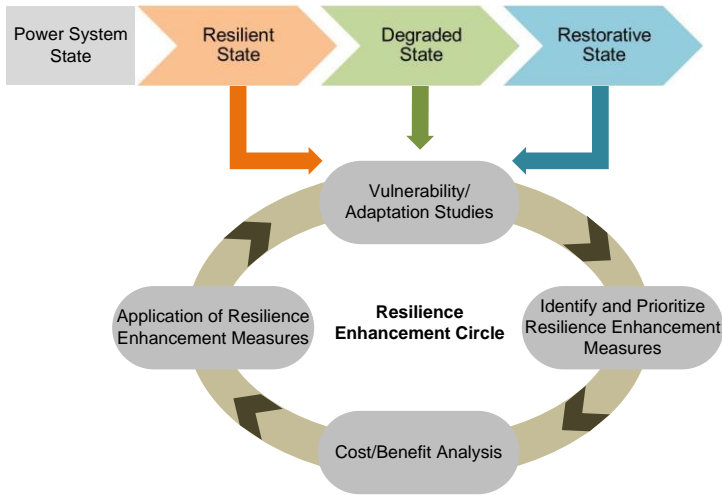 Power System
State
Resilient
State
Degraded
State
Restorative
State
Vulnerability/
Adaptation Studies
Application of Resilience
Enhancement Measures
Resilience
Enhancement Circle
Identify and Prioritize
Resilience Enhancement
Measures
Cost/Benefit Analysis